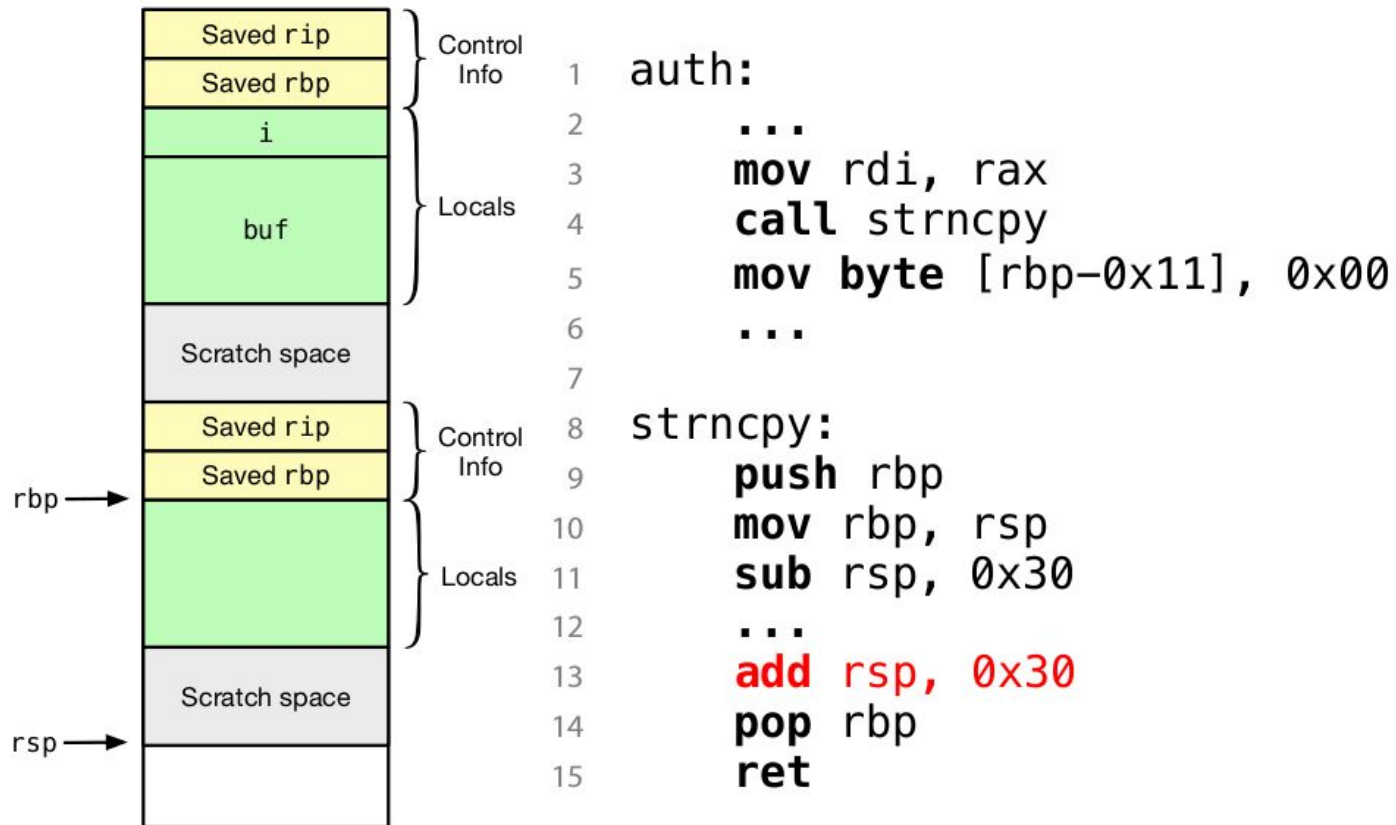 Saved rip
Saved rbp
Control
Info
i
buf
Locals
Scratch space
Saved rip
Saved rbp
Control
Info
rbp
Locals
Scratch space
rsp
1 auth:
2 ...
3 mov rdi, rax
4 call strncpy
5 mov byte [rbp-0x11], 0x00
6 ...
7
8 strncpy:
9 push rbp
10 mov rbp, rsp
11 sub rsp, 0x30
12 ...
13 add rsp, 0x30
14 pop rbp
15 ret